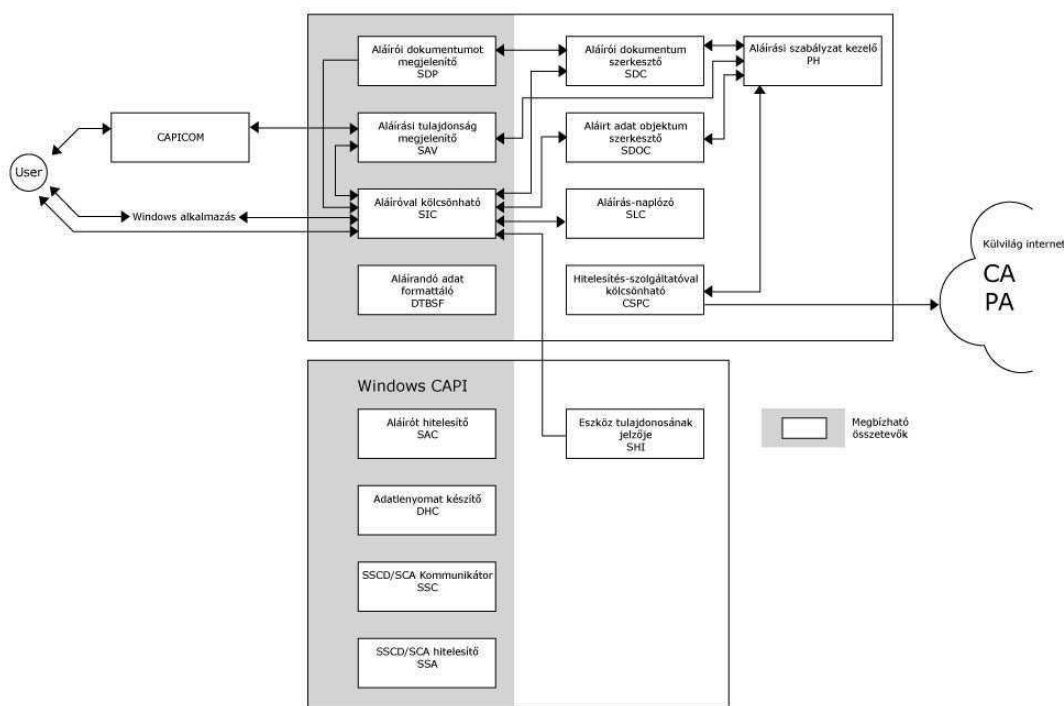 Aláírói dokumentumot
megjelenítő
SDP
Aláírói dokumentum
szerkesztő
SDC
Aláírási szabályzat kezelő
PH
CAPICOM
Aláírási tulajdonság
megjelenítő
SAV
Aláírt adat objektum
szerkesztő
SDOC
User
Windows alkalmazás
Aláíróval kölcsönható
SIC
Aláírás-naplózó
SLC
Aláírandó adat
formattáló
DTBSF
Hitelesítés-szolgáltatóval
kölcsönható
CSPC
Külvilág internet
CA
PA
Windows CAPI
Aláírót hitelesítő
SAC
Eszköz tulajdonosának
jelzője
SHI
Megbízható
összetevők
Adatlenyomat készítő
DHC
SSCD/SCA Kommunikátor
SSC
SSCD/SCA hitelesítő
SSA